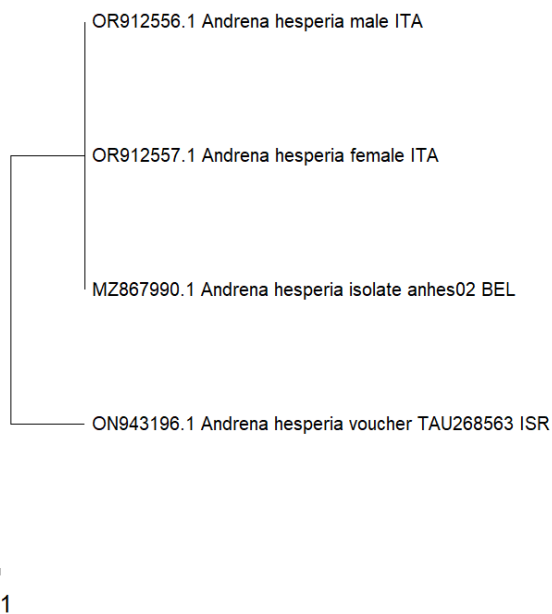 OR912556.1 Andrena hesperia male ITA
OR912557.1 Andrena hesperia female ITA
MZ867990.1 Andrena hesperia isolate anhes02 BEL
ON943196.1 Andrena hesperia voucher TAU268563 ISR
1